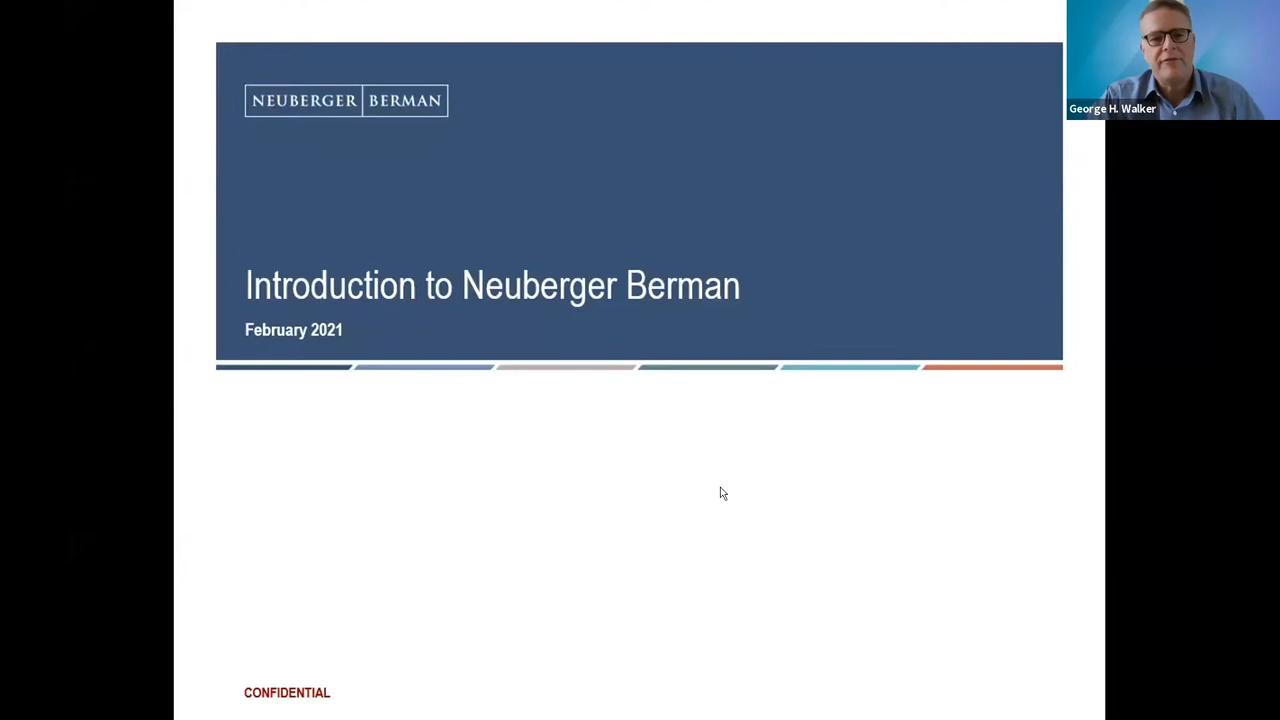 NEUBERGER BERMAN
George H. Walker
Introduction to Neuberger Berman
February 2021
CONFIDENTIAL